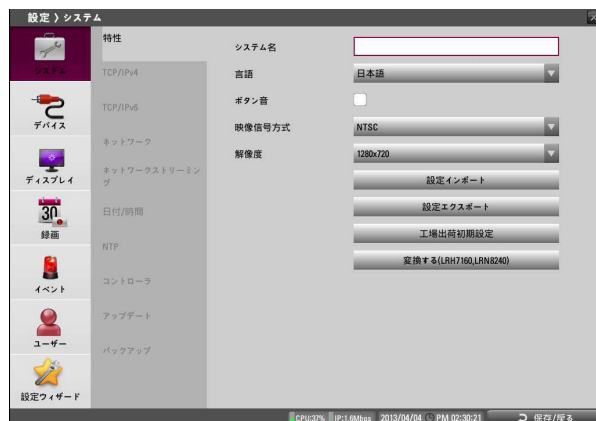 設定 〉システム
システム
デバイス
ディスプレイ
録画
イベント
ユーザー
設定ウィザード
特性
TCP/IPv4
TCP/IPv6
ネットワーク
ネットワークストリーミン
グ
日付/時間
NTP
コントローラ
アップデート
バックアップ
システム名
言語 日本語
ボタン音
映像信号方式 NTSC
解像度 1280x720
設定インポート
設定エクスポート
工場出荷初期設定
変換する(LRH7160,LRN8240)
CPU:37% IP:1.6Mbps 2013/04/04 PM 02:30:21 保存/戻る